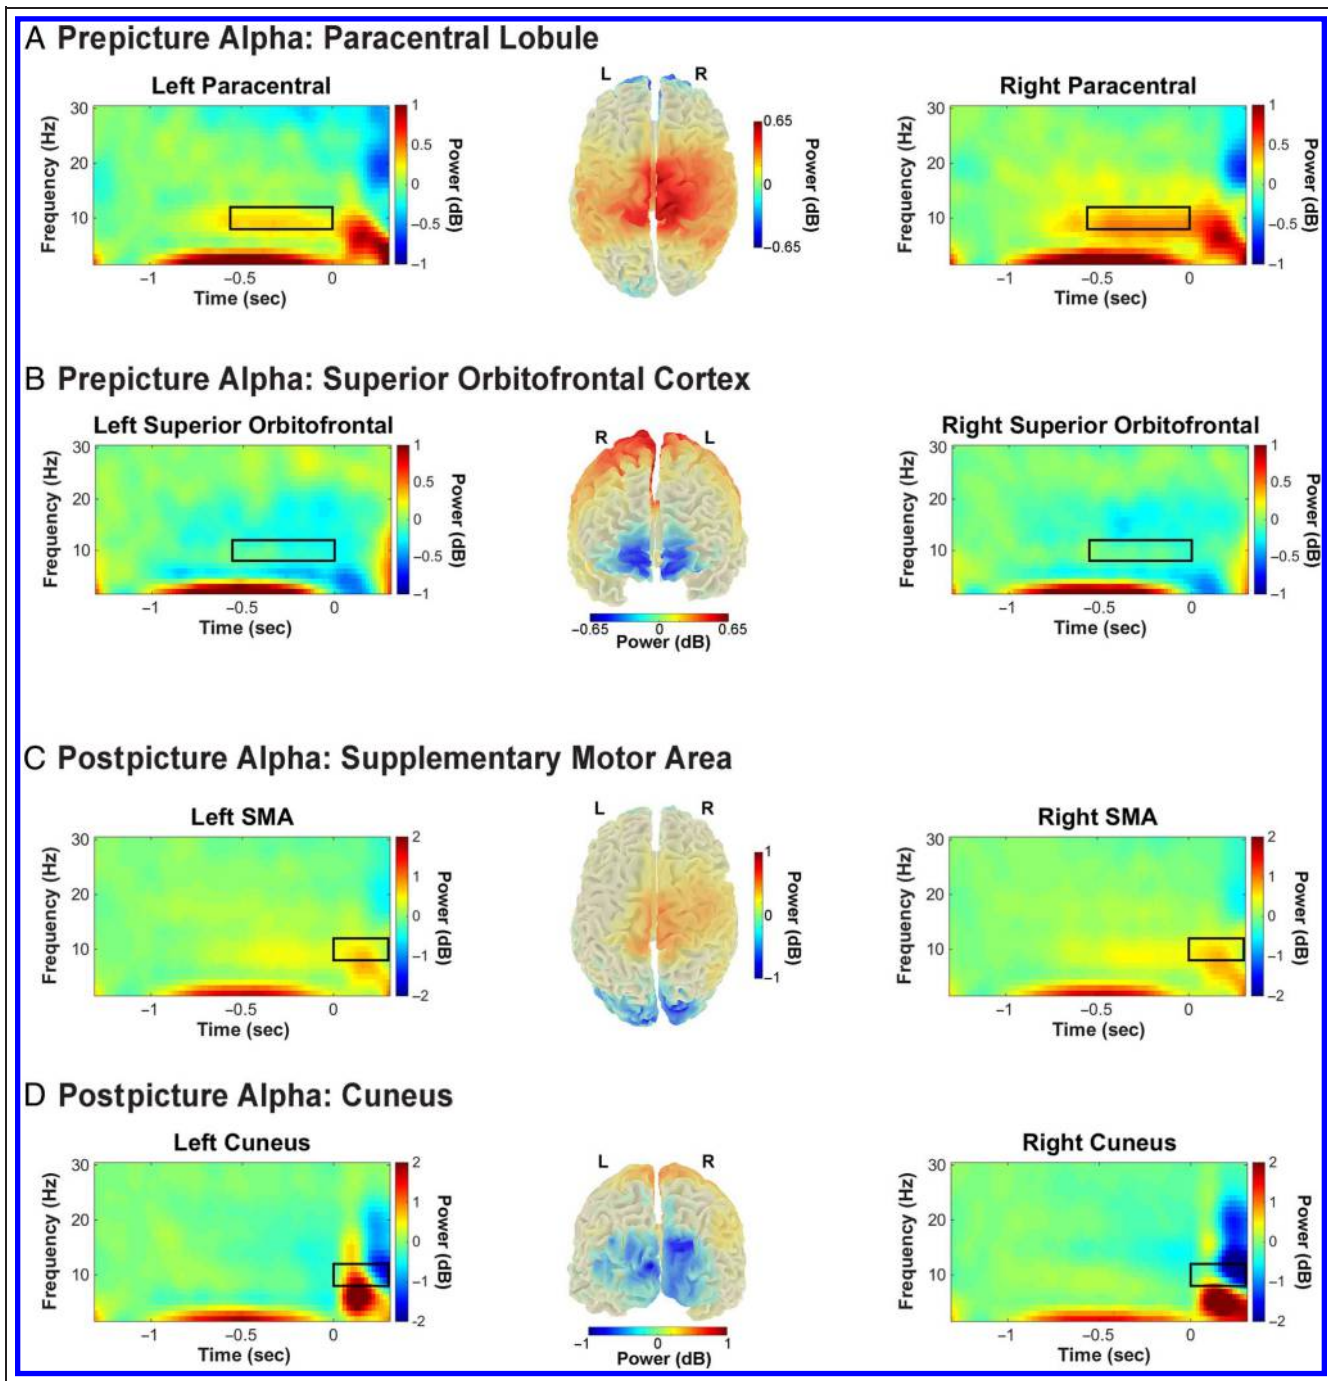 A Prepicture Alpha: Paracentral Lobule
Left Paracentral
Frequency (Hz)
30
20
10
−1
−0.5
0
Time (sec)
1
0.5
0
−0.5
−1
Power (dB)
L
R
0.65
0
−0.65
Power (dB)
Right Paracentral
Frequency (Hz)
30
20
10
−1
−0.5
0
Time (sec)
1
0.5
0
−0.5
−1
Power (dB)
B Prepicture Alpha: Superior Orbitofrontal Cortex
Left Superior Orbitofrontal
Frequency (Hz)
30
20
10
−1
−0.5
0
Time (sec)
1
0.5
0
−0.5
−1
Power (dB)
R
L
−0.65
0
0.65
Power (dB)
Right Superior Orbitofrontal
Frequency (Hz)
30
20
10
−1
−0.5
0
Time (sec)
1
0.5
0
−0.5
−1
Power (dB)
C Postpicture Alpha: Supplementary Motor Area
Left SMA
Frequency (Hz)
30
20
10
−1
−0.5
0
Time (sec)
2
1
0
−1
−2
Power (dB)
L
R
1
0
−1
Power (dB)
Right SMA
Frequency (Hz)
30
20
10
−1
−0.5
0
Time (sec)
2
1
0
−1
−2
Power (dB)
D Postpicture Alpha: Cuneus
Left Cuneus
Frequency (Hz)
30
20
10
−1
−0.5
0
Time (sec)
2
1
0
−1
−2
Power (dB)
L
R
−1
0
1
Power (dB)
Right Cuneus
Frequency (Hz)
30
20
10
−1
−0.5
0
Time (sec)
2
1
0
−1
−2
Power (dB)